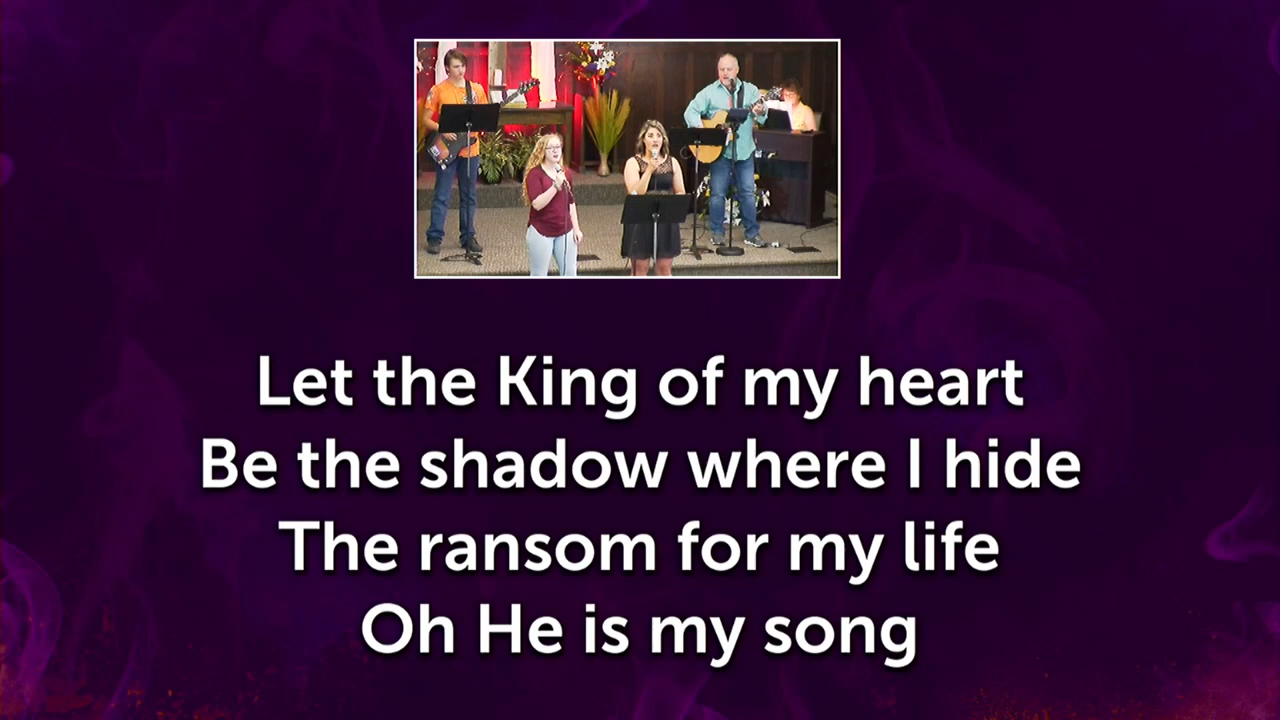 Let the King of my heart
Be the shadow where I hide
The ransom for my life
Oh He is my song